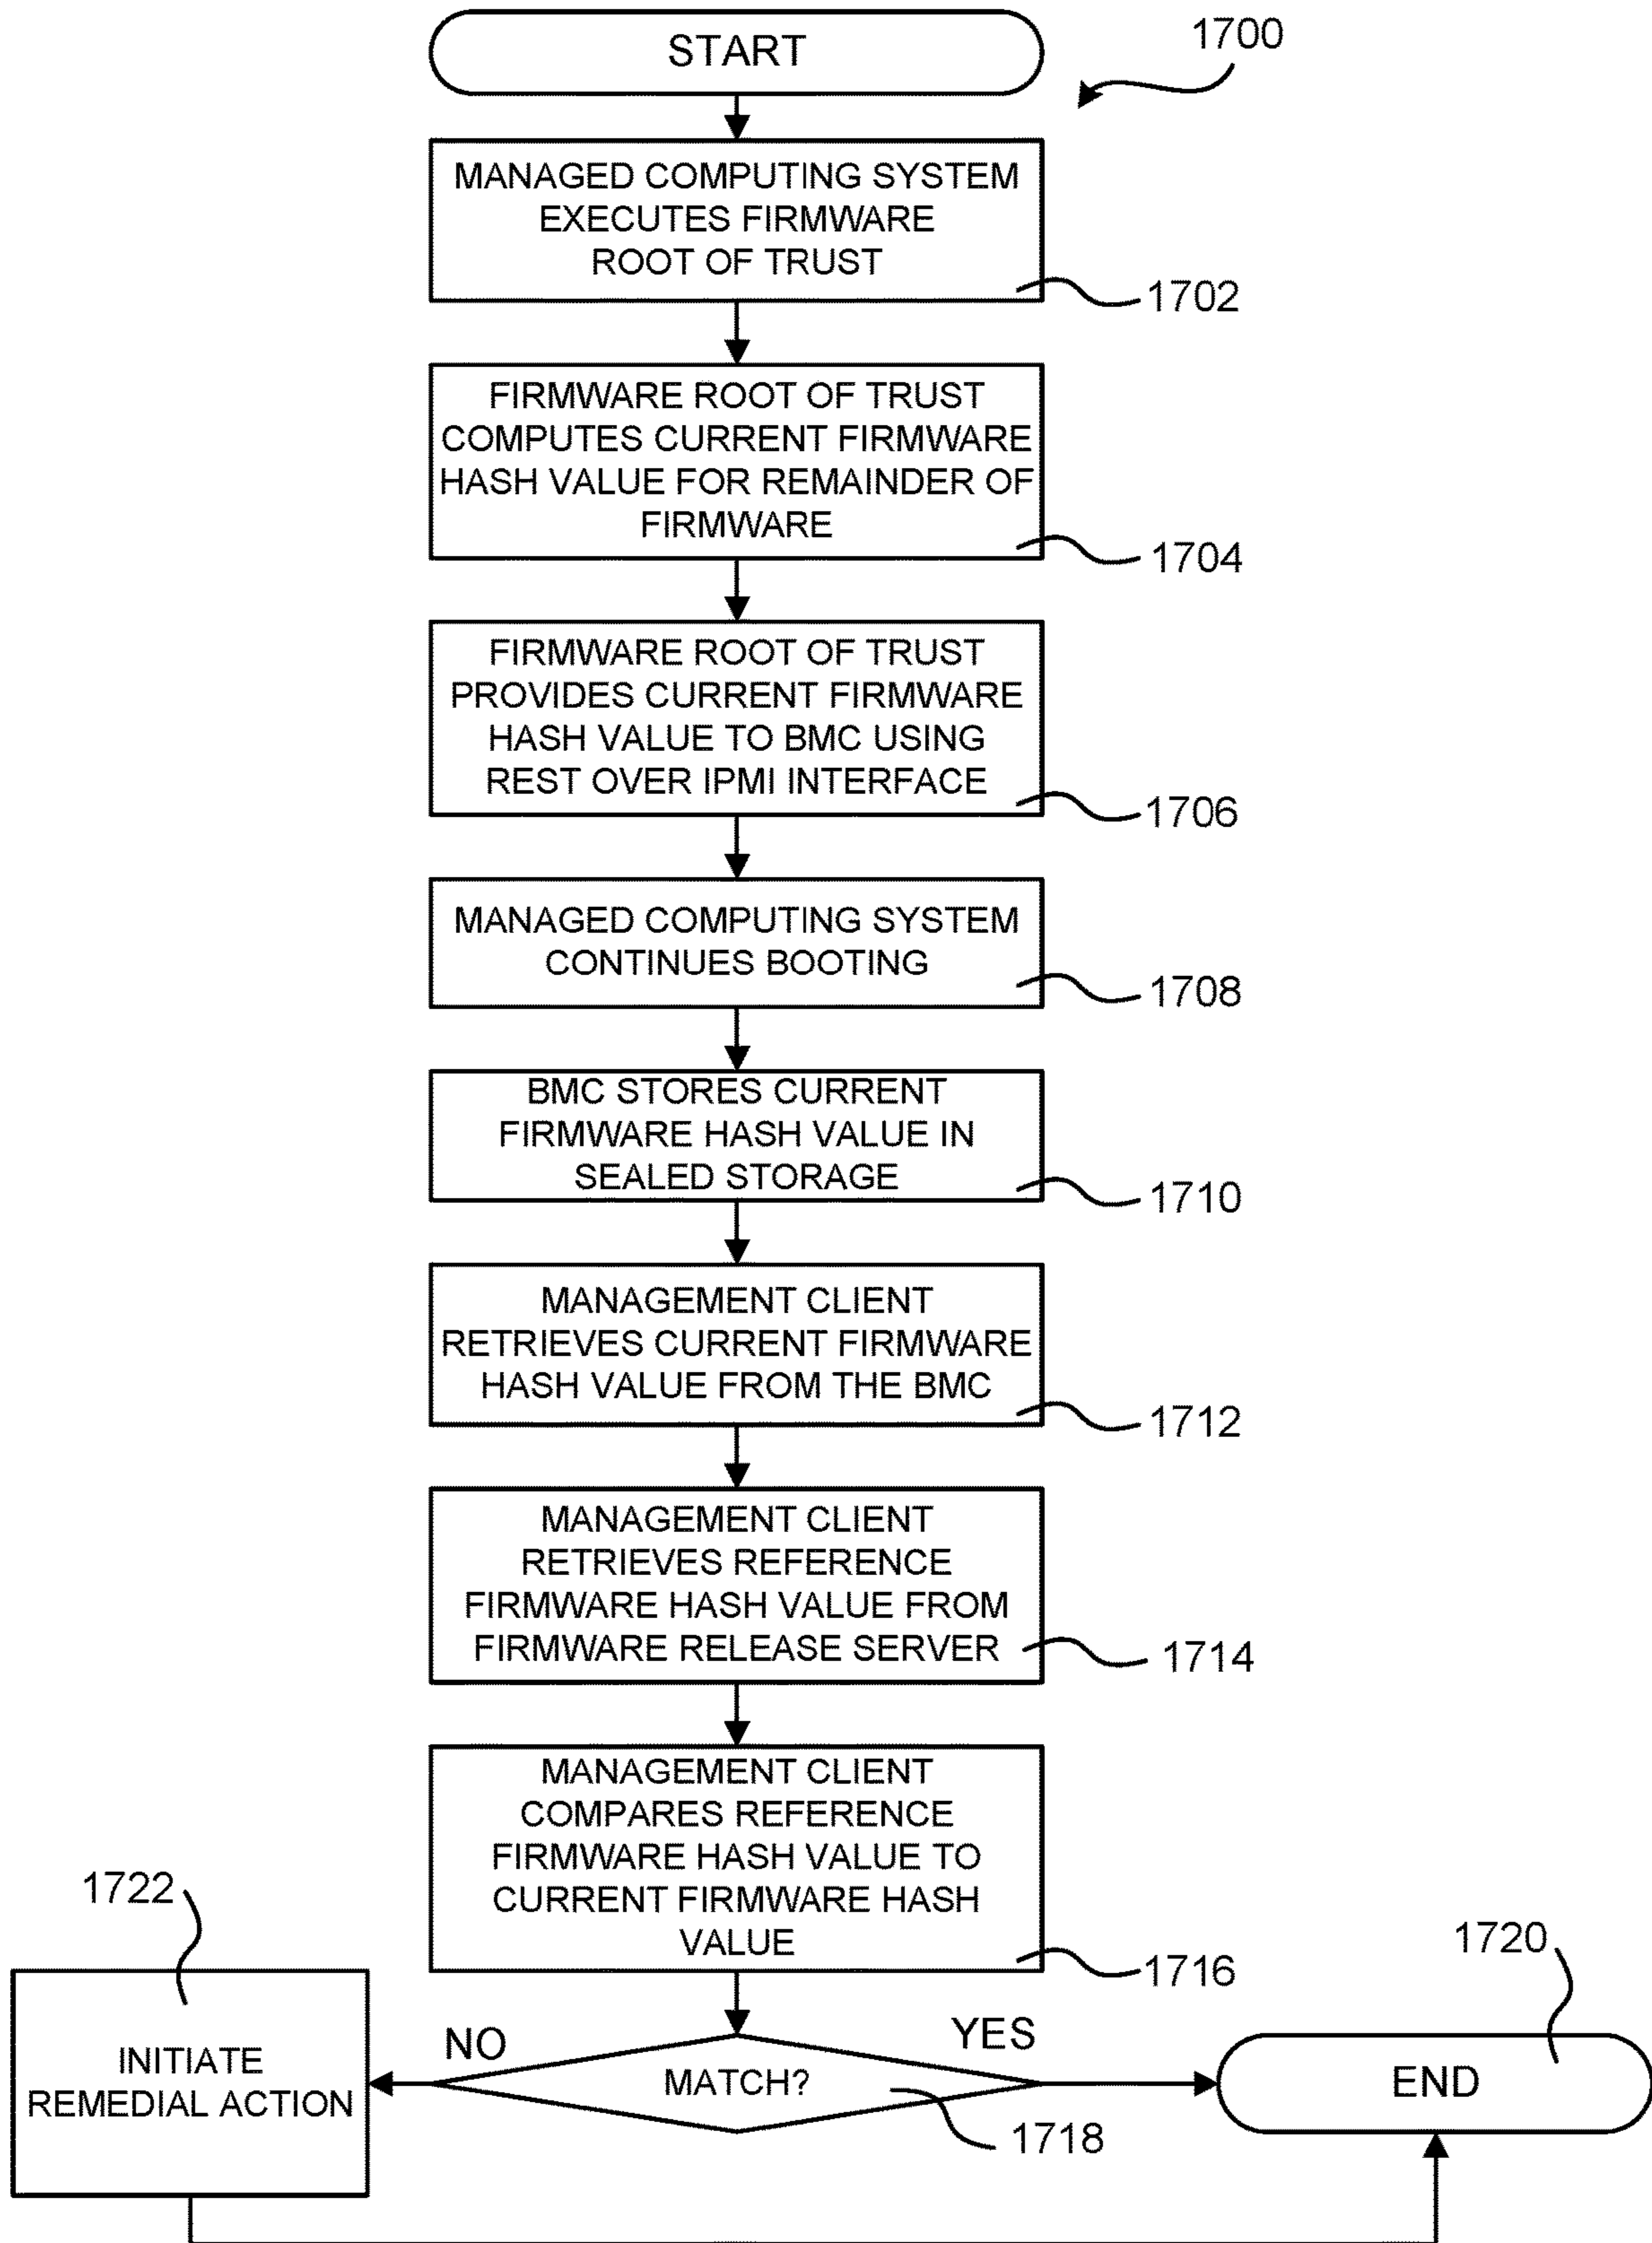 START
1700
MANAGED COMPUTING SYSTEM
EXECUTES FIRMWARE
ROOT OF TRUST
1702
FIRMWARE ROOT OF TRUST
COMPUTES CURRENT FIRMWARE
HASH VALUE FOR REMAINDER OF
FIRMWARE
1704
FIRMWARE ROOT OF TRUST
PROVIDES CURRENT FIRMWARE
HASH VALUE TO BMC USING
REST OVER IPMI INTERFACE
1706
MANAGED COMPUTING SYSTEM
CONTINUES BOOTING
1708
BMC STORES CURRENT
FIRMWARE HASH VALUE IN
SEALED STORAGE
1710
MANAGEMENT CLIENT
RETRIEVES CURRENT FIRMWARE
HASH VALUE FROM THE BMC
1712
MANAGEMENT CLIENT
RETRIEVES REFERENCE
FIRMWARE HASH VALUE FROM
FIRMWARE RELEASE SERVER
1714
MANAGEMENT CLIENT
COMPARES REFERENCE
FIRMWARE HASH VALUE TO
CURRENT FIRMWARE HASH
VALUE
1716
1722
INITIATE
REMEDIAL ACTION
NO
MATCH?
1718
YES
1720
END